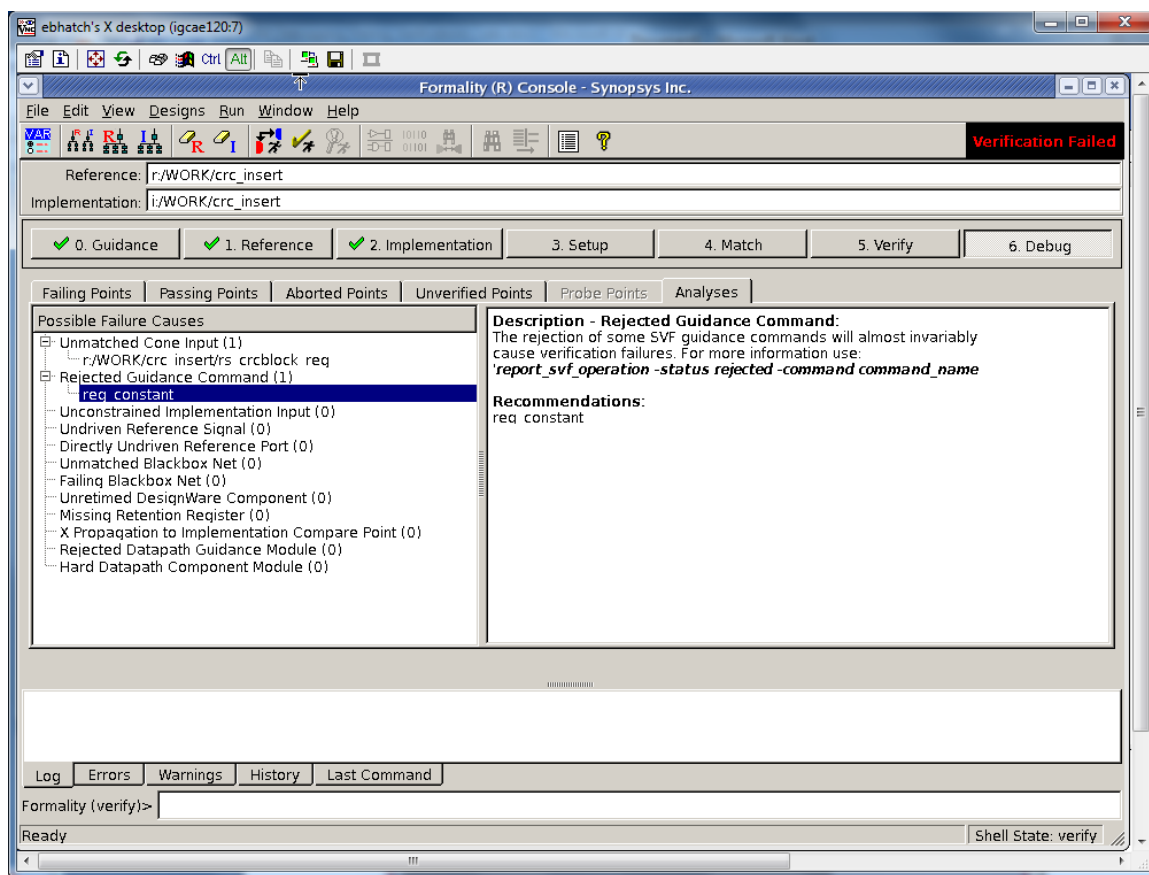 ebhatch's X desktop (igcae120:7)
Ctrl Alt
Formality (R) Console - Synopsys Inc.
File Edit View Designs Run Window Help
VAR R I R I R I Verification Failed
Reference: r:/WORK/crc_insert
Implementation: i:/WORK/crc_insert
0. Guidance 1. Reference 2. Implementation 3. Setup 4. Match 5. Verify 6. Debug
Failing Points Passing Points Aborted Points Unverified Points Probe Points Analyses
Possible Failure Causes
Unmatched Cone Input (1)
r:/WORK/crc_insert/rs_crcblock_reg
Rejected Guidance Command (1)
reg_constant
Unconstrained Implementation Input (0)
Undriven Reference Signal (0)
Directly Undriven Reference Port (0)
Unmatched Blackbox Net (0)
Failing Blackbox Net (0)
Unretimed DesignWare Component (0)
Missing Retention Register (0)
X Propagation to Implementation Compare Point (0)
Rejected Datapath Guidance Module (0)
Hard Datapath Component Module (0)
Description - Rejected Guidance Command:
The rejection of some SVF guidance commands will almost invariably
cause verification failures. For more information use:
'report_svf_operation -status rejected -command command_name
Recommendations:
reg_constant
Log Errors Warnings History Last Command
Formality (verify)>
Ready Shell State: verify